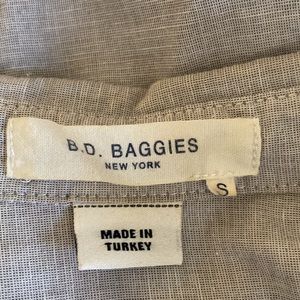 B.D. BAGGIES
NEW YORK
S
MADE IN
TURKEY